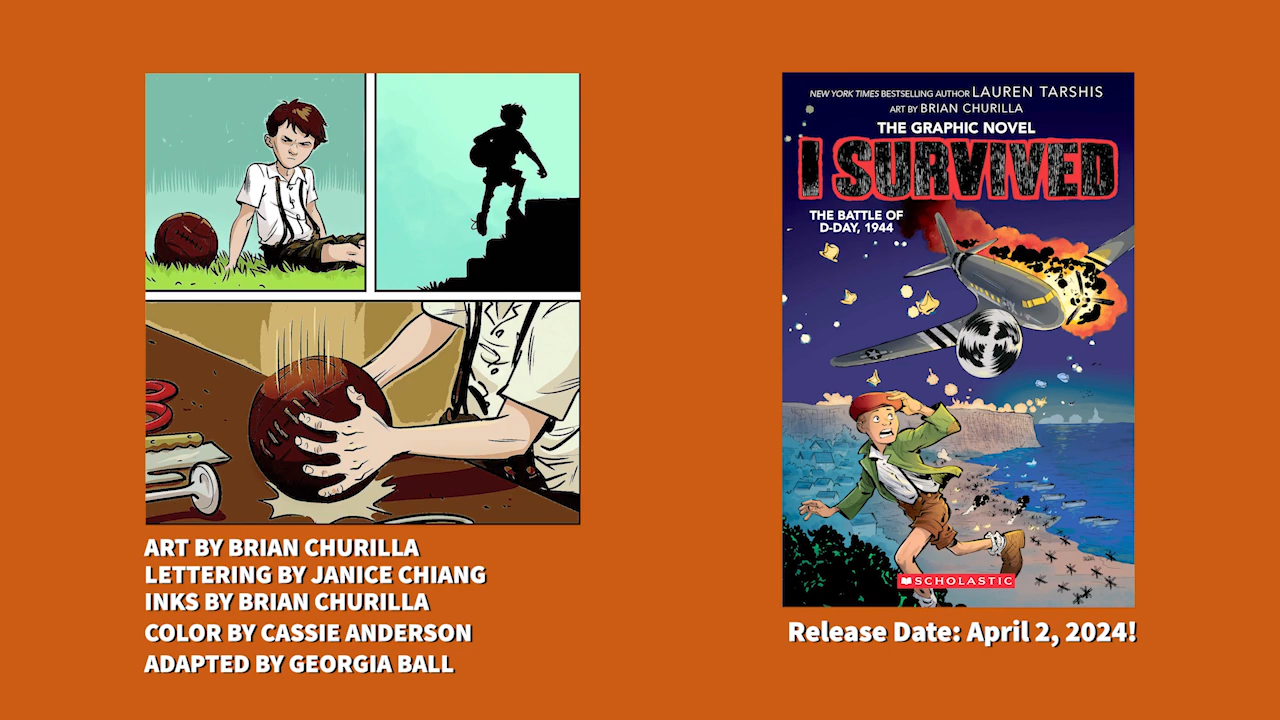 ART BY BRIAN CHURILLA
LETTERING BY JANICE CHIANG
INKS BY BRIAN CHURILLA
COLOR BY CASSIE ANDERSON
ADAPTED BY GEORGIA BALL
NEW YORK TIMES BESTSELLING AUTHOR LAUREN TARSHIS
ART BY BRIAN CHURILLA
THE GRAPHIC NOVEL
I SURVIVED
THE BATTLE OF
D-DAY, 1944
SCHOLASTIC
Release Date: April 2, 2024!